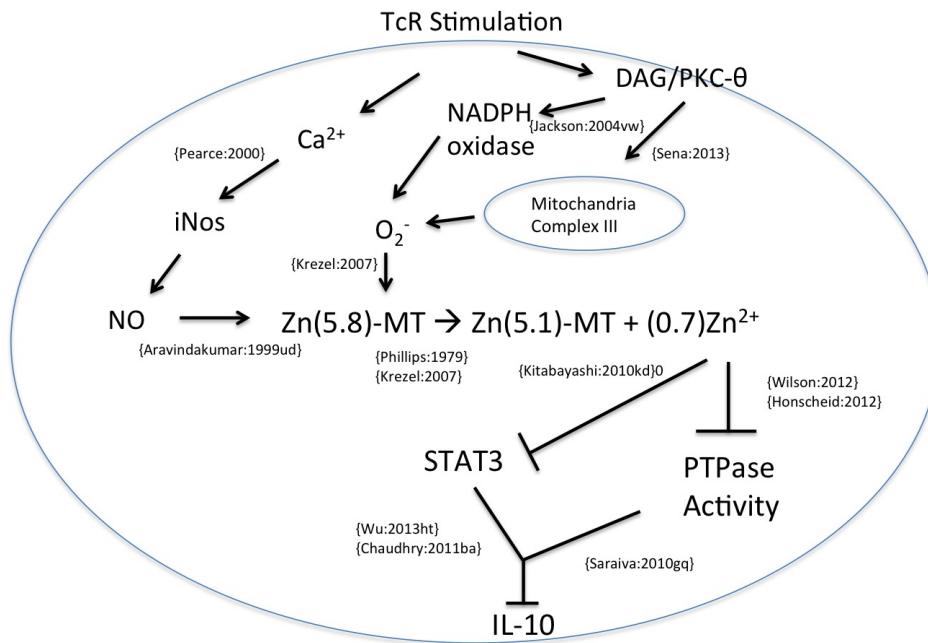 TcR Stimulation
DAG/PKC-θ
NADPH
oxidase
{Jackson:2004vw}
Ca²⁺
{Pearce:2000}
{Sena:2013}
iNos
Mitochandria
Complex III
O₂⁻
{Krezel:2007}
NO
Zn(5.8)-MT → Zn(5.1)-MT + (0.7)Zn²⁺
{Aravindakumar:1999ud}
{Phillips:1979}
{Krezel:2007}
{Kitabayashi:2010kd}0
{Wilson:2012}
{Honscheid:2012}
STAT3
PTPase
Activity
{Wu:2013ht}
{Chaudhry:2011ba}
{Saraiva:2010gq}
IL-10